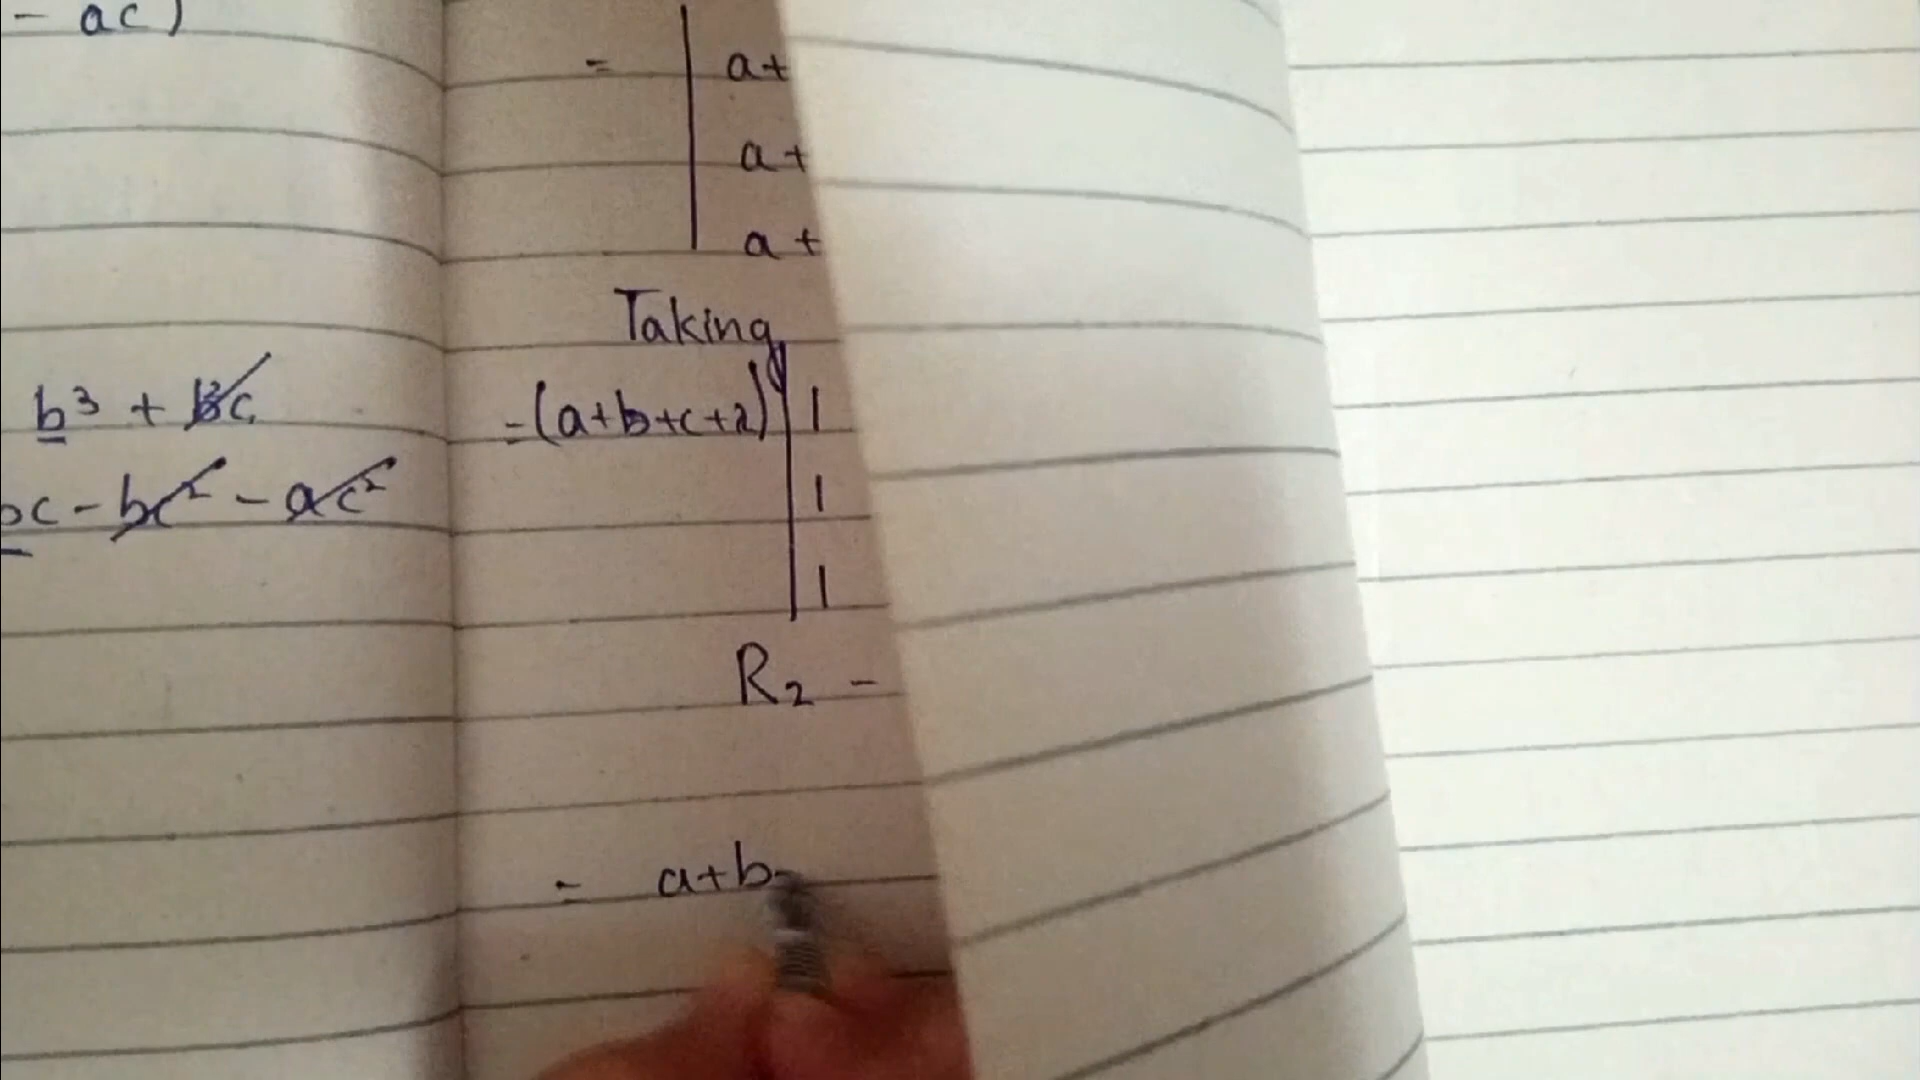 - ac)
b³ + b²c
bc - bc² - ac²
= | a+
a+
a+
Taking
=(a+b+c+2) | 1
1
1
R₂ -
= a+b-